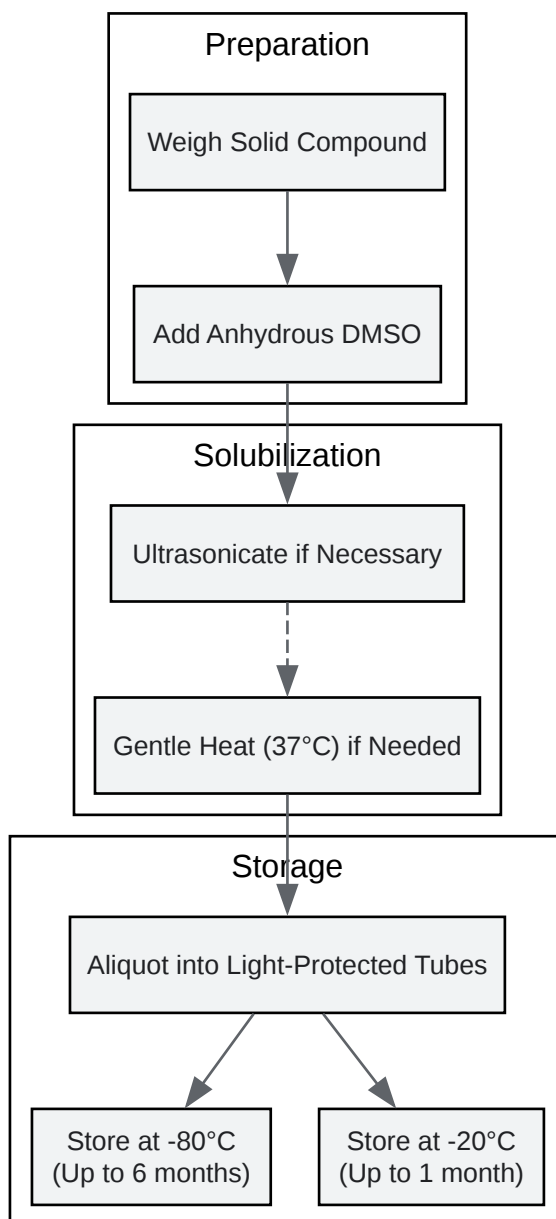 Preparation
Weigh Solid Compound
Add Anhydrous DMSO
Solubilization
Ultrasonicate if Necessary
Gentle Heat (37°C) if Needed
Storage
Aliquot into Light-Protected Tubes
Store at -80°C
(Up to 6 months)
Store at -20°C
(Up to 1 month)